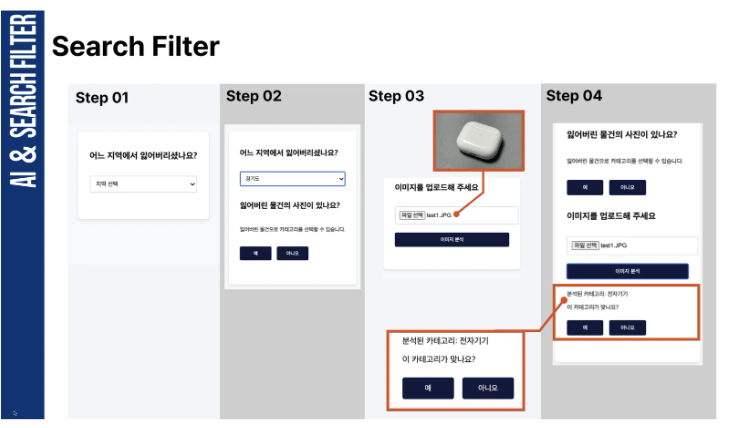 AI & SEARCH FILTER
Search Filter
Step 01
어느 지역에서 잃어버리셨나요?
지역 선택
Step 02
어느 지역에서 잃어버리셨나요?
경기도
잃어버린 물건의 사진이 있나요?
잃어버린 물건으로 카테고리를 선택할 수 있습니다.
예
아니오
Step 03
이미지를 업로드해 주세요
파일 선택 test1.JPG
이미지 분석
분석된 카테고리: 전자기기
이 카테고리가 맞나요?
예
아니오
Step 04
잃어버린 물건의 사진이 있나요?
잃어버린 물건으로 카테고리를 선택할 수 있습니다.
예
아니오
이미지를 업로드해 주세요
파일 선택 test1.JPG
이미지 분석
분석된 카테고리: 전자기기
이 카테고리가 맞나요?
예
아니오